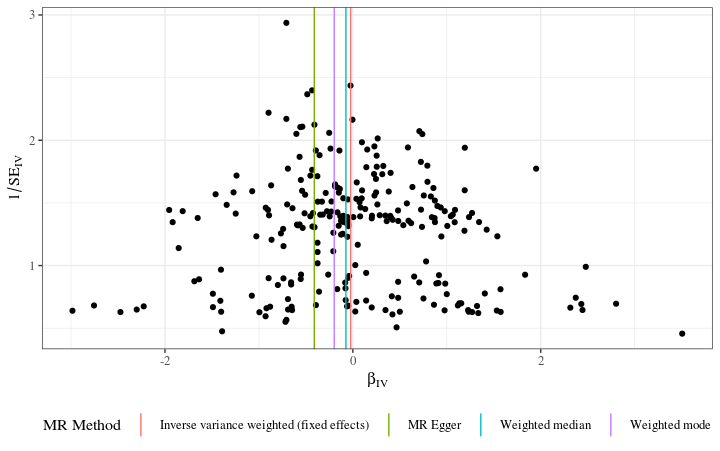 3
2
1
1/SE_IV
-2
0
2
β_IV
MR Method
Inverse variance weighted (fixed effects)
MR Egger
Weighted median
Weighted mode